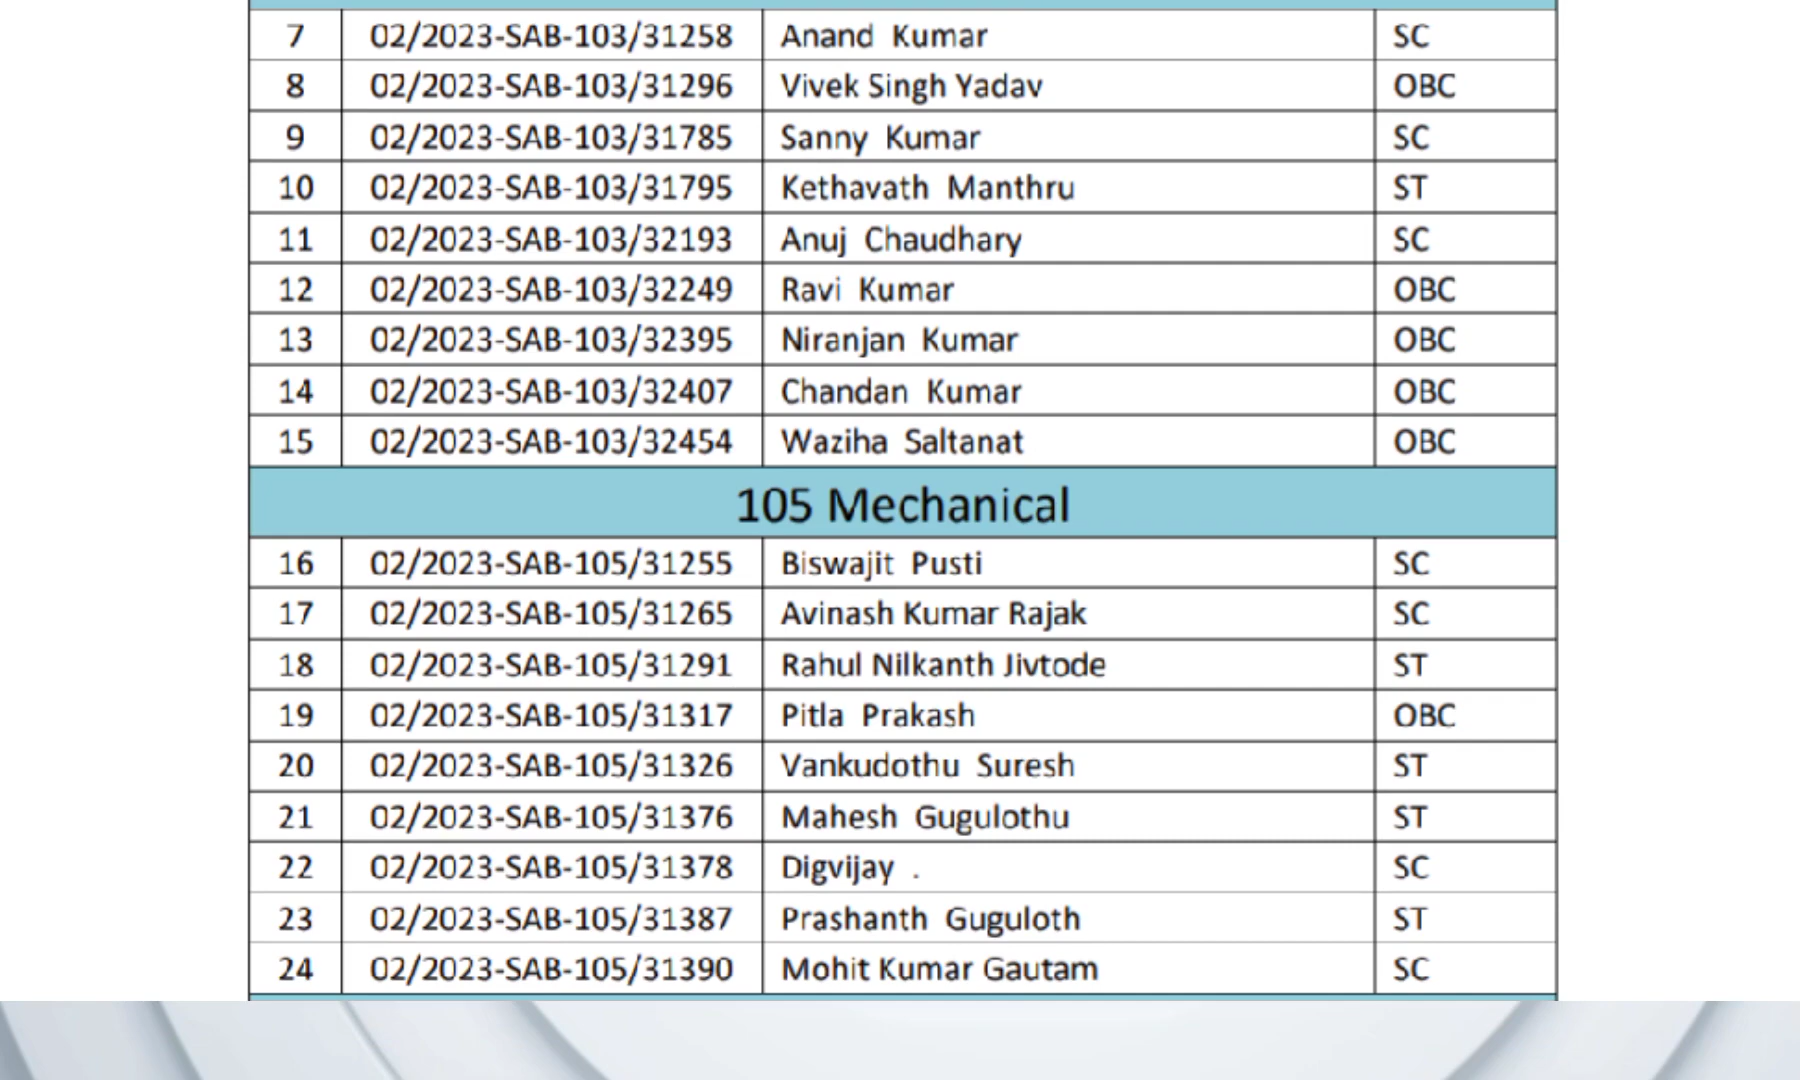 7 02/2023-SAB-103/31258 Anand Kumar SC
8 02/2023-SAB-103/31296 Vivek Singh Yadav OBC
9 02/2023-SAB-103/31785 Sanny Kumar SC
10 02/2023-SAB-103/31795 Kethavath Manthru ST
11 02/2023-SAB-103/32193 Anuj Chaudhary SC
12 02/2023-SAB-103/32249 Ravi Kumar OBC
13 02/2023-SAB-103/32395 Niranjan Kumar OBC
14 02/2023-SAB-103/32407 Chandan Kumar OBC
15 02/2023-SAB-103/32454 Waziha Saltanat OBC
105 Mechanical
16 02/2023-SAB-105/31255 Biswajit Pusti SC
17 02/2023-SAB-105/31265 Avinash Kumar Rajak SC
18 02/2023-SAB-105/31291 Rahul Nilkanth Jivtode ST
19 02/2023-SAB-105/31317 Pitla Prakash OBC
20 02/2023-SAB-105/31326 Vankudothu Suresh ST
21 02/2023-SAB-105/31376 Mahesh Gugulothu ST
22 02/2023-SAB-105/31378 Digvijay . SC
23 02/2023-SAB-105/31387 Prashanth Guguloth ST
24 02/2023-SAB-105/31390 Mohit Kumar Gautam SC